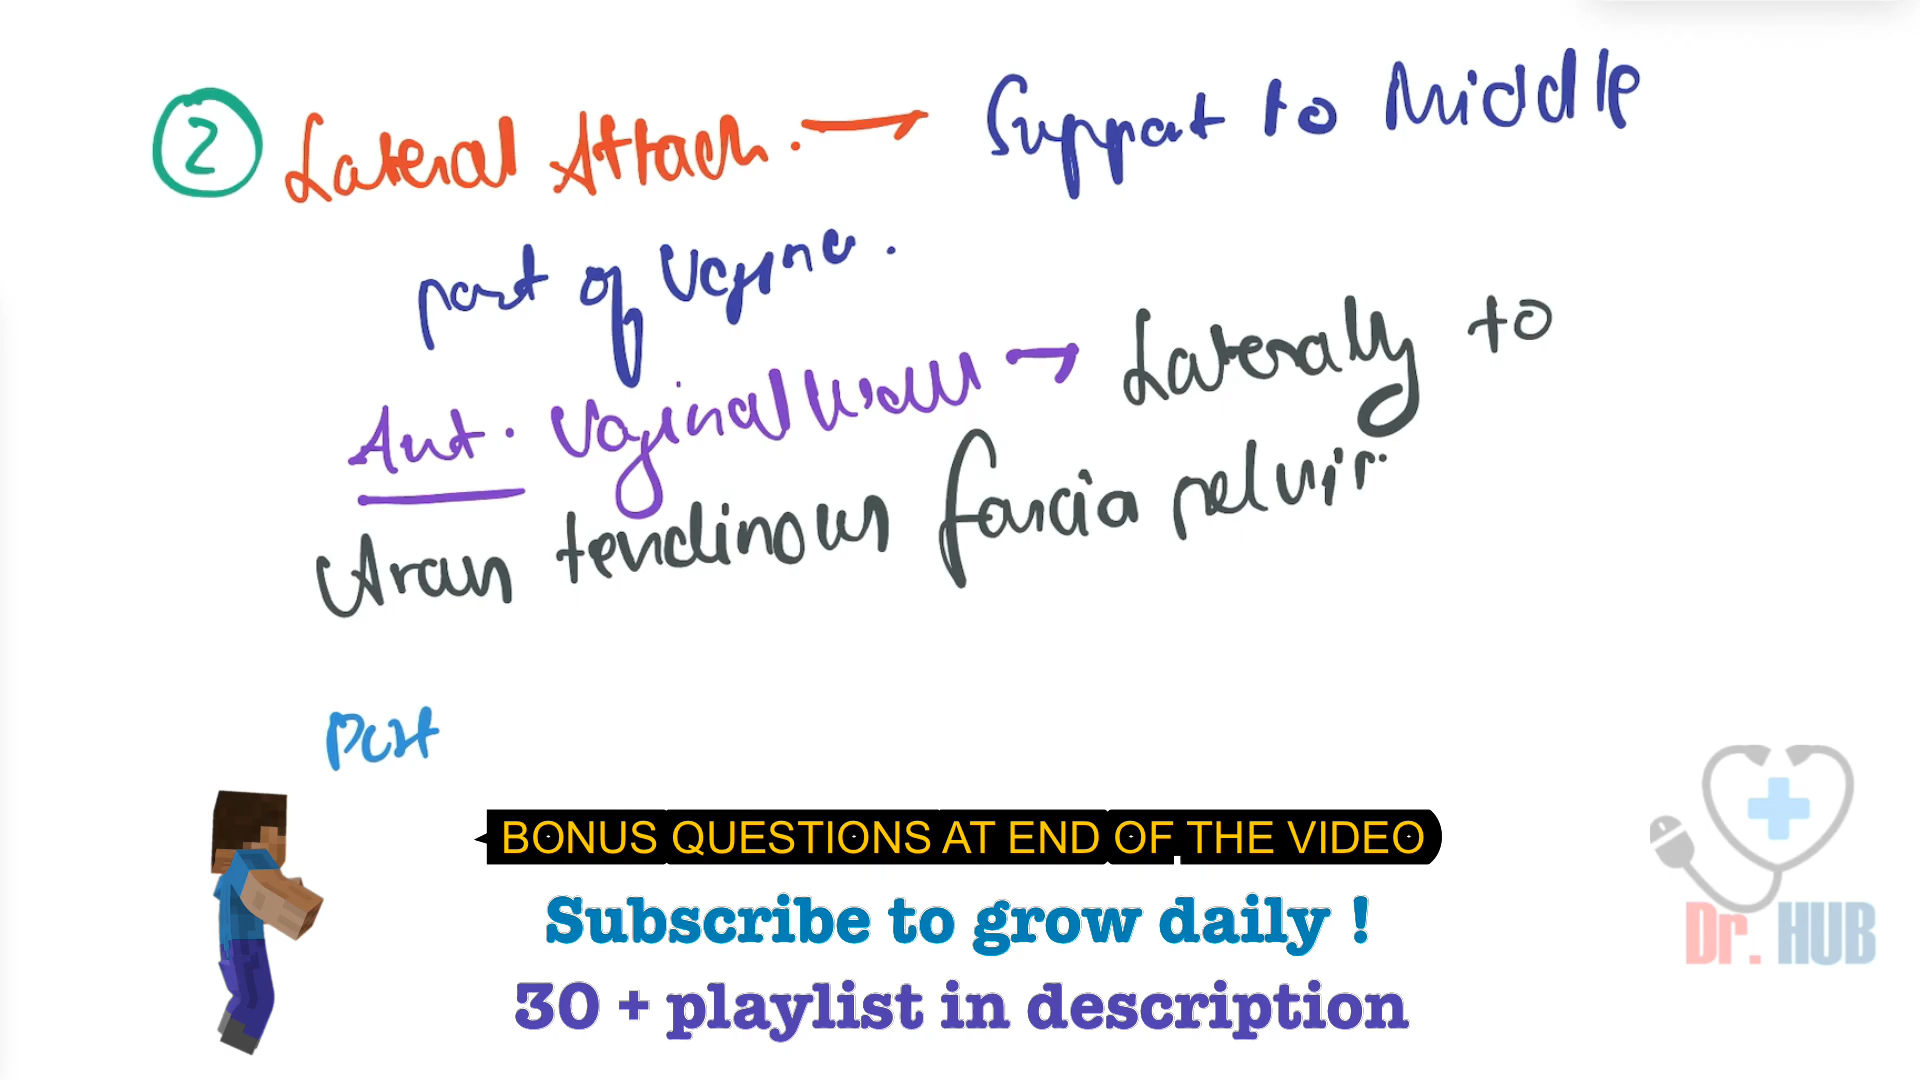 2 Lateral Attach. → Support to Middle
part of Vagina.
Ant. Vaginal wall → Laterally to
Arcus tendinous fascia pelvis
Post
BONUS QUESTIONS AT END OF THE VIDEO
Subscribe to grow daily !
30 + playlist in description
Dr. HUB